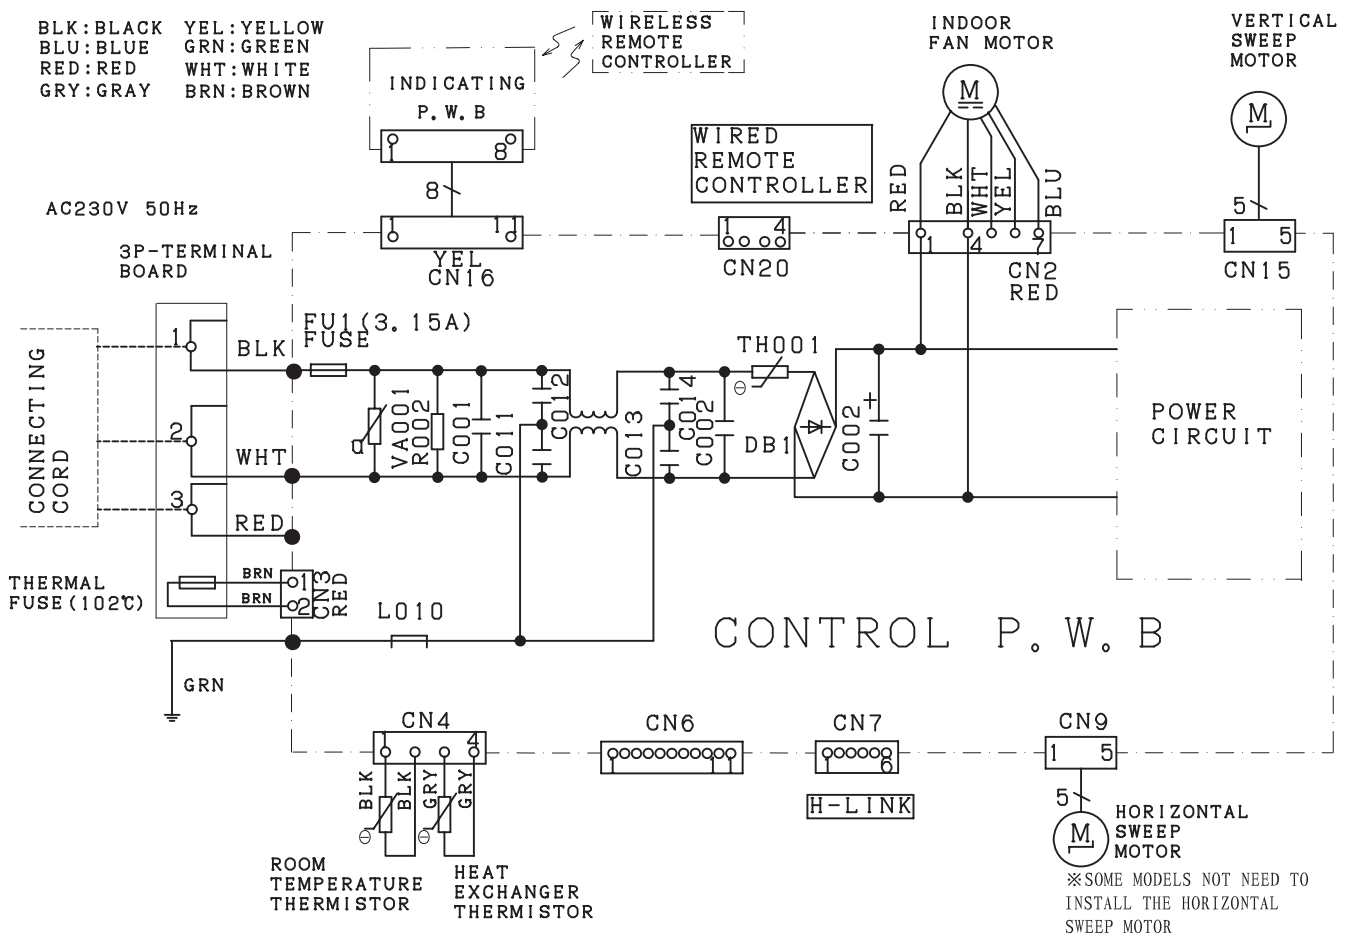 BLK:BLACK YEL:YELLOW
BLU:BLUE GRN:GREEN
RED:RED WHT:WHITE
GRY:GRAY BRN:BROWN
WIRELESS
REMOTE
CONTROLLER
INDICATING
P.W.B
1 8
8
1 11
YEL
CN16
WIRED
REMOTE
CONTROLLER
1 4
CN20
INDOOR
FAN MOTOR
M
RED
BLK
WHT
YEL
BLU
1 4 7
CN2
RED
VERTICAL
SWEEP
MOTOR
M
5
1 5
CN15
AC230V 50Hz
3P-TERMINAL
BOARD
CONNECTING
CORD
1
BLK
2
WHT
3
RED
THERMAL
FUSE(102℃)
BRN
BRN
1
2
CN3
RED
GRN
FU1(3.15A)
FUSE
VA001
R002
C001
C011
C012
C013
C014
C002
TH001
DB1
C002
+
POWER
CIRCUIT
L010
CONTROL P.W.B
CN4
1 4
BLK
BLK
GRY
GRY
ROOM
TEMPERATURE
THERMISTOR
HEAT
EXCHANGER
THERMISTOR
CN6
1 11
CN7
1 6
H-LINK
CN9
1 5
5
M
HORIZONTAL
SWEEP
MOTOR
※SOME MODELS NOT NEED TO
INSTALL THE HORIZONTAL
SWEEP MOTOR